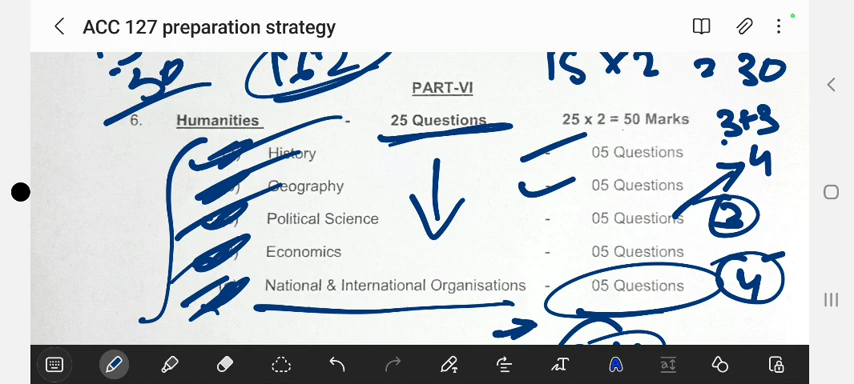 ACC 127 preparation strategy
30 162 15 x 2 = 30
PART-VI
6. Humanities - 25 Questions 25 x 2 = 50 Marks
3+3
History - 05 Questions
4
Geography - 05 Questions
Political Science - 05 Questions
Economics - 05 Questions
National & International Organisations - 05 Questions 4